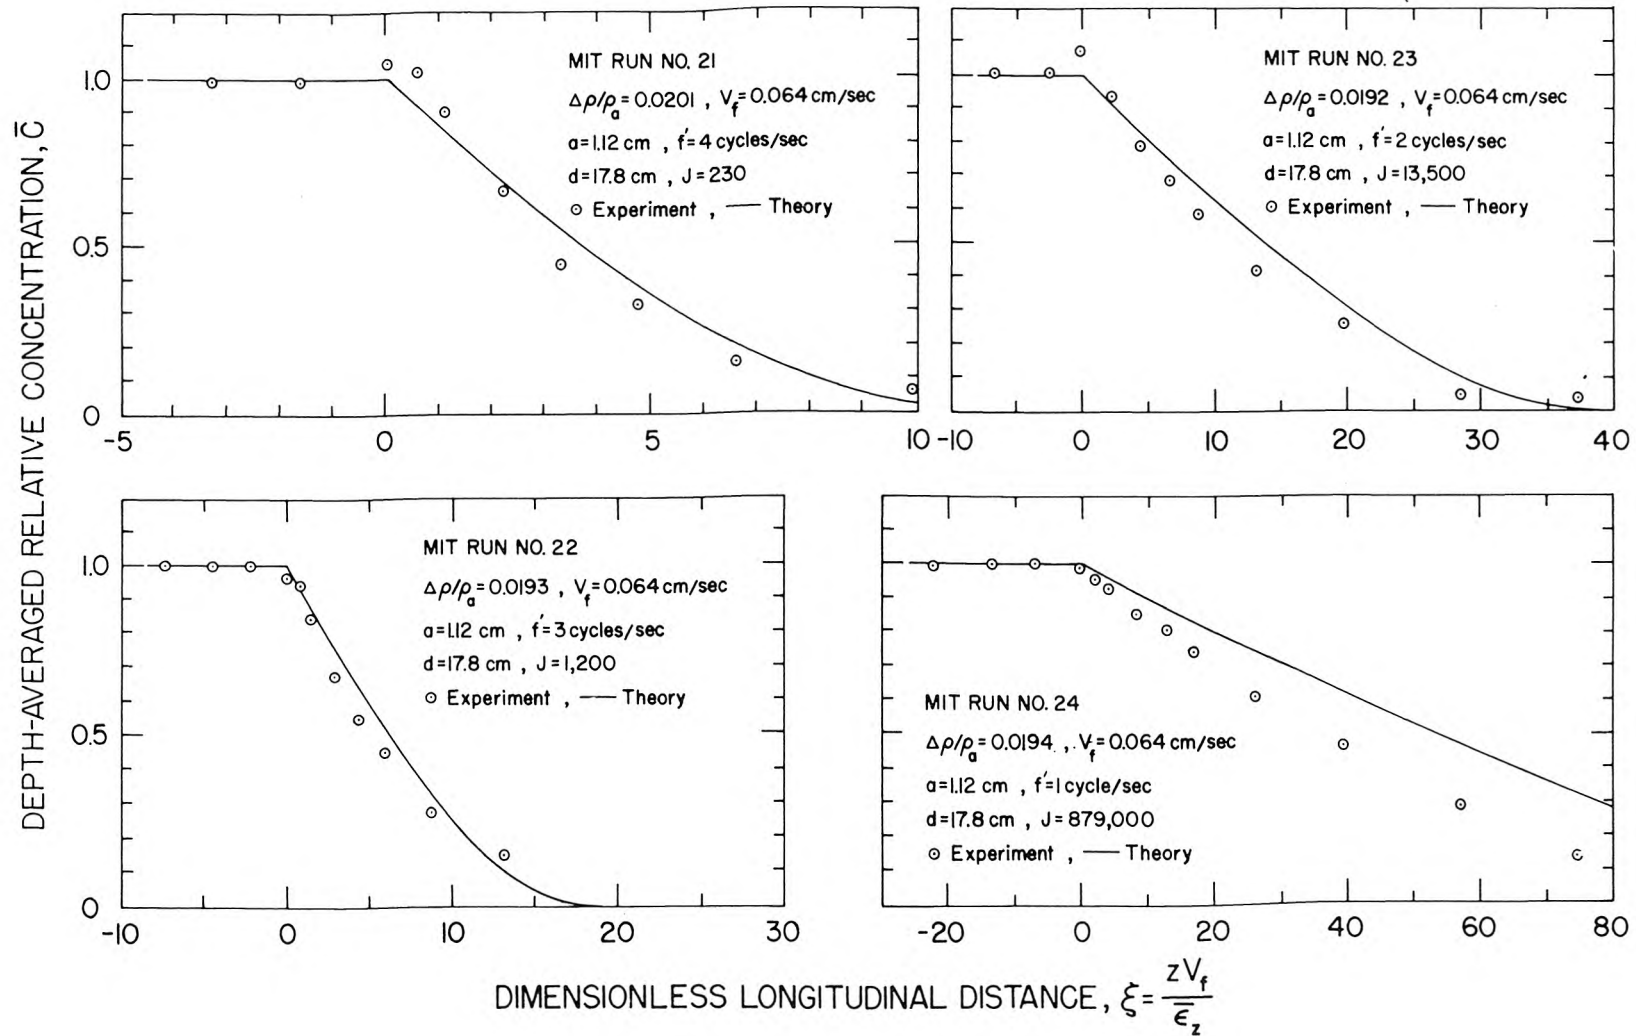 DEPTH-AVERAGED RELATIVE CONCENTRATION, C̅
1.0
0.5
0
MIT RUN NO. 21
Δρ/ρₐ = 0.0201 , V_f = 0.064 cm/sec
a = 1.12 cm , f' = 4 cycles/sec
d = 17.8 cm , J = 230
⊙ Experiment , — Theory
-5 0 5 10
MIT RUN NO. 23
Δρ/ρₐ = 0.0192 , V_f = 0.064 cm/sec
a = 1.12 cm , f' = 2 cycles/sec
d = 17.8 cm , J = 13,500
⊙ Experiment , — Theory
-10 0 10 20 30 40
1.0
0.5
0
MIT RUN NO. 22
Δρ/ρₐ = 0.0193 , V_f = 0.064 cm/sec
a = 1.12 cm , f' = 3 cycles/sec
d = 17.8 cm , J = 1,200
⊙ Experiment , — Theory
-10 0 10 20 30
MIT RUN NO. 24
Δρ/ρₐ = 0.0194 , V_f = 0.064 cm/sec
a = 1.12 cm , f' = 1 cycle/sec
d = 17.8 cm , J = 879,000
⊙ Experiment , — Theory
-20 0 20 40 60 80
DIMENSIONLESS LONGITUDINAL DISTANCE, ξ = zV_f / ε̅_z